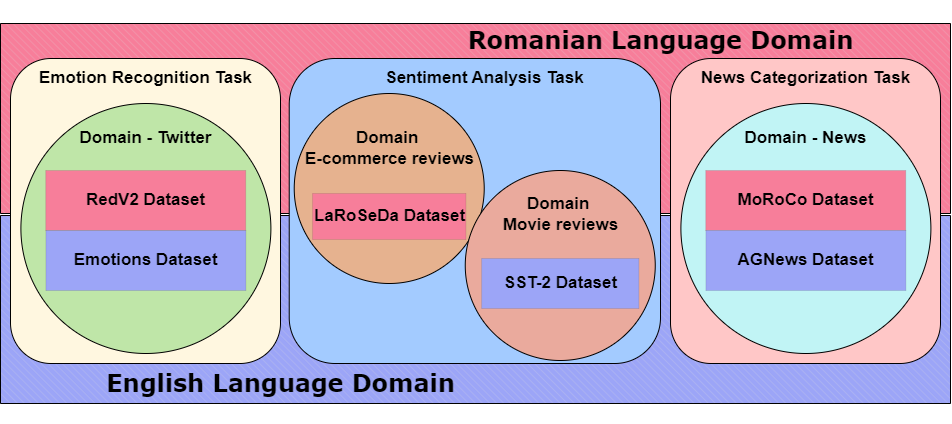 Romanian Language Domain
Emotion Recognition Task
Domain - Twitter
RedV2 Dataset
Emotions Dataset
Sentiment Analysis Task
Domain
E-commerce reviews
LaRoSeDa Dataset
Domain
Movie reviews
SST-2 Dataset
News Categorization Task
Domain - News
MoRoCo Dataset
AGNews Dataset
English Language Domain